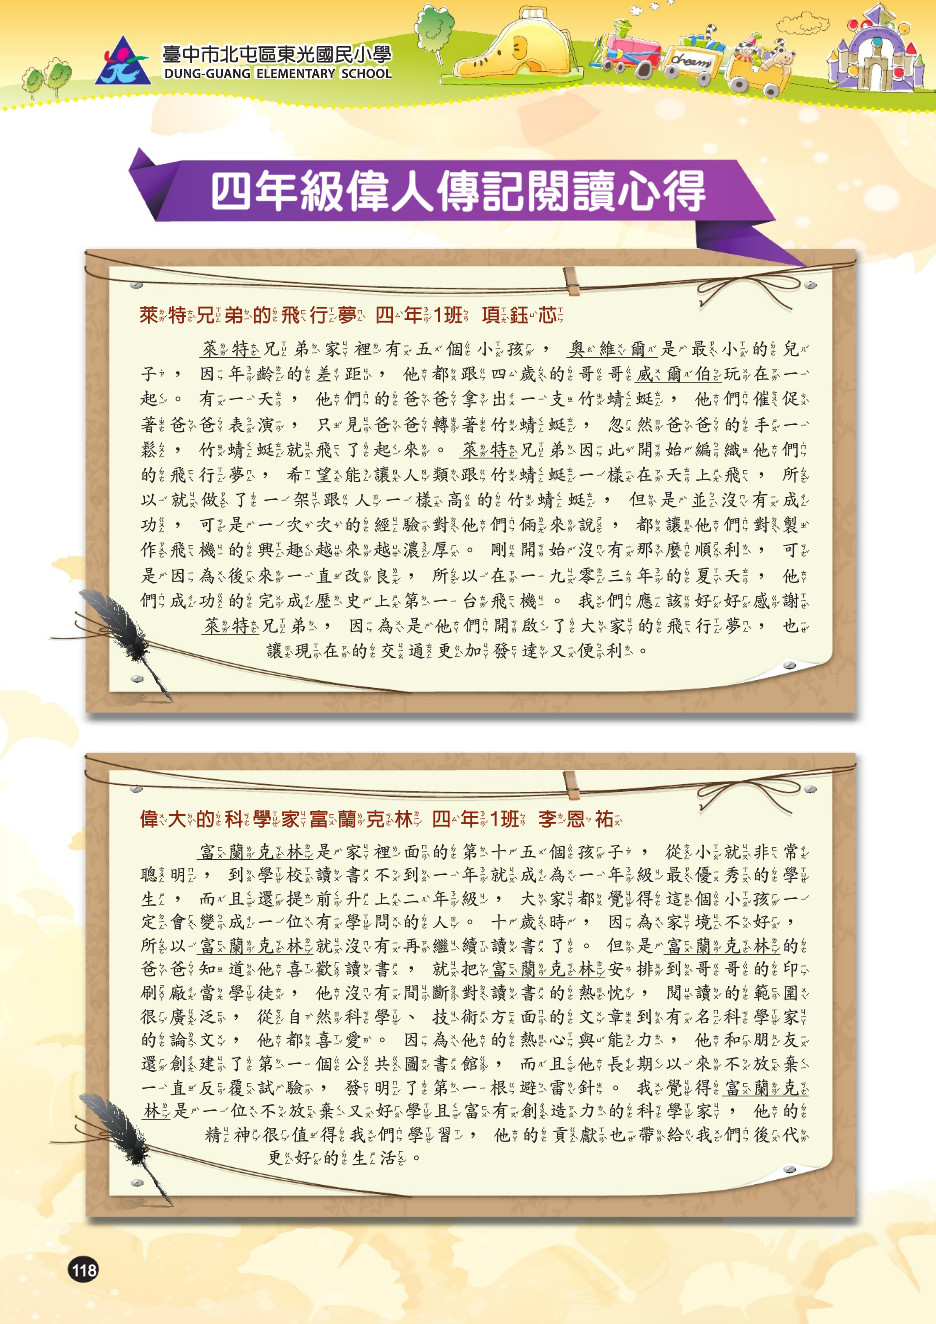 臺中市北屯區東光國民小學
DUNG-GUANG ELEMENTARY SCHOOL
dream
四年級偉人傳記閱讀心得
萊特兄弟的飛行夢 四年1班 項鈺芯
萊特兄弟家裡有五個小孩，奧維爾是最小的兒
子，因年齡的差距，他都跟四歲的哥哥威爾伯玩在一
起。有一天，他們的爸爸拿出一支竹蜻蜓，他們催促
著爸爸表演，只見爸爸轉著竹蜻蜓，忽然爸爸的手一
鬆，竹蜻蜓就飛了起來。萊特兄弟因此開始編織他們
的飛行夢，希望能讓人類跟竹蜻蜓一樣在天上飛，所
以就做了一架跟人一樣高的竹蜻蜓，但是並沒有成
功，可是一次次的經驗對他們倆來說，都讓他們對製
作飛機的興趣越來越濃厚。剛開始沒有那麼順利，可
是因為後來一直改良，所以在一九零三年的夏天，他
們成功的完成歷史上第一台飛機。我們應該好好感謝
萊特兄弟，因為是他們開啟了大家的飛行夢，也
讓現在的交通更加發達又便利。
偉大的科學家富蘭克林 四年1班 李恩祐
富蘭克林是家裡面的第十五個孩子，從小就非常
聰明，到學校讀書不到一年就成為一年級最優秀的學
生，而且還提前升上二年級，大家都覺得這個小孩一
定會變成一位有學問的人。十歲時，因為家境不好，
所以富蘭克林就沒有再繼續讀書了。但是富蘭克林的
爸爸知道他喜歡讀書，就把富蘭克林安排到哥哥的印
刷廠當學徒，他沒有間斷對讀書的熱忱，閱讀的範圍
很廣泛，從自然科學、技術方面的文章到有名科學家
的論文，他都喜愛。因為他的熱心與能力，他和朋友
還創建了第一個公共圖書館，而且他長期以來不放棄
一直反覆試驗，發明了第一根避雷針。我覺得富蘭克
林是一位不放棄又好學且富有創造力的科學家，他的
精神很值得我們學習，他的貢獻也帶給我們後代
更好的生活。
118